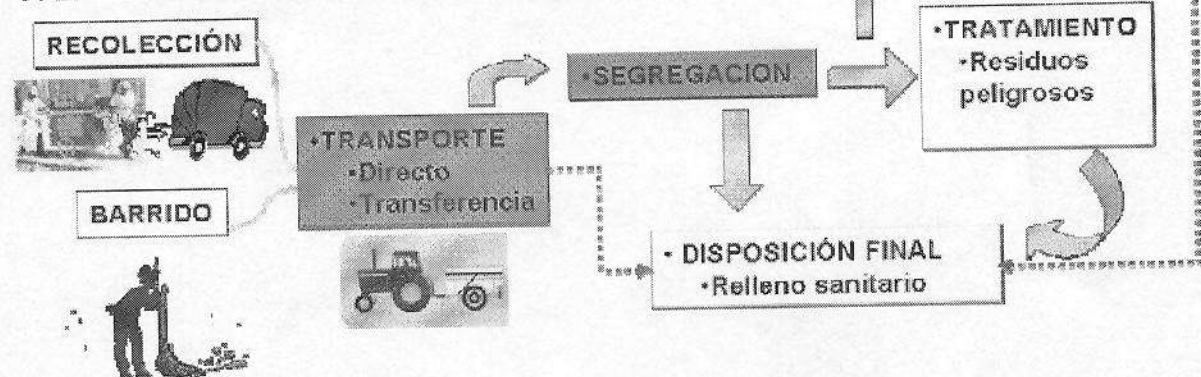 RECOLECCIÓN
BARRIDO
•TRANSPORTE
•Directo
•Transferencia
•SEGREGACION
•TRATAMIENTO
•Residuos
peligrosos
• DISPOSICIÓN FINAL
•Relleno sanitario